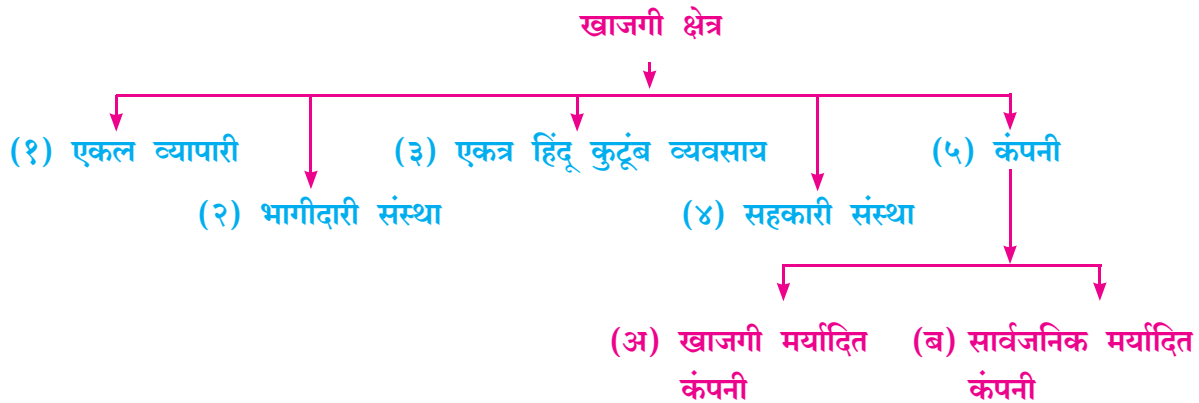 खाजगी क्षेत्र
(१) एकल व्यापारी
(३) एकत्र हिंदू कुटूंब व्यवसाय
(५) कंपनी
(२) भागीदारी संस्था
(४) सहकारी संस्था
(अ) खाजगी मर्यादित
कंपनी
(ब) सार्वजनिक मर्यादित
कंपनी